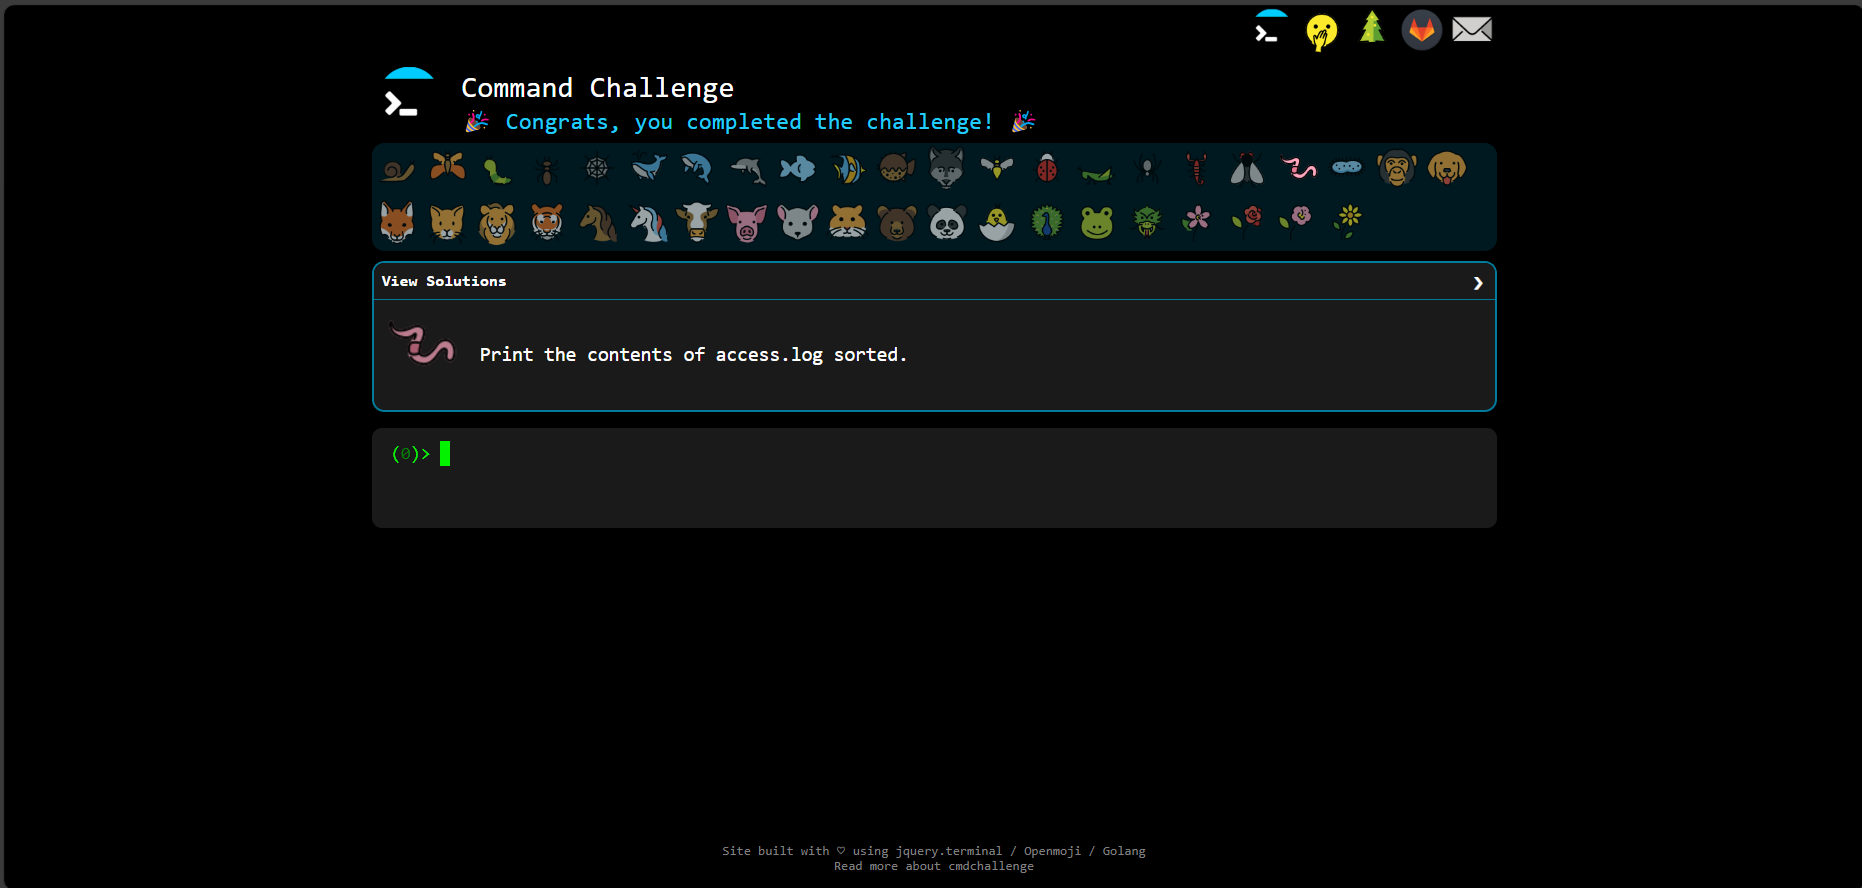 Command Challenge
🎉 Congrats, you completed the challenge! 🎉
View Solutions
Print the contents of access.log sorted.
(0)>
Site built with ♡ using jquery.terminal / Openmoji / Golang
Read more about cmdchallenge